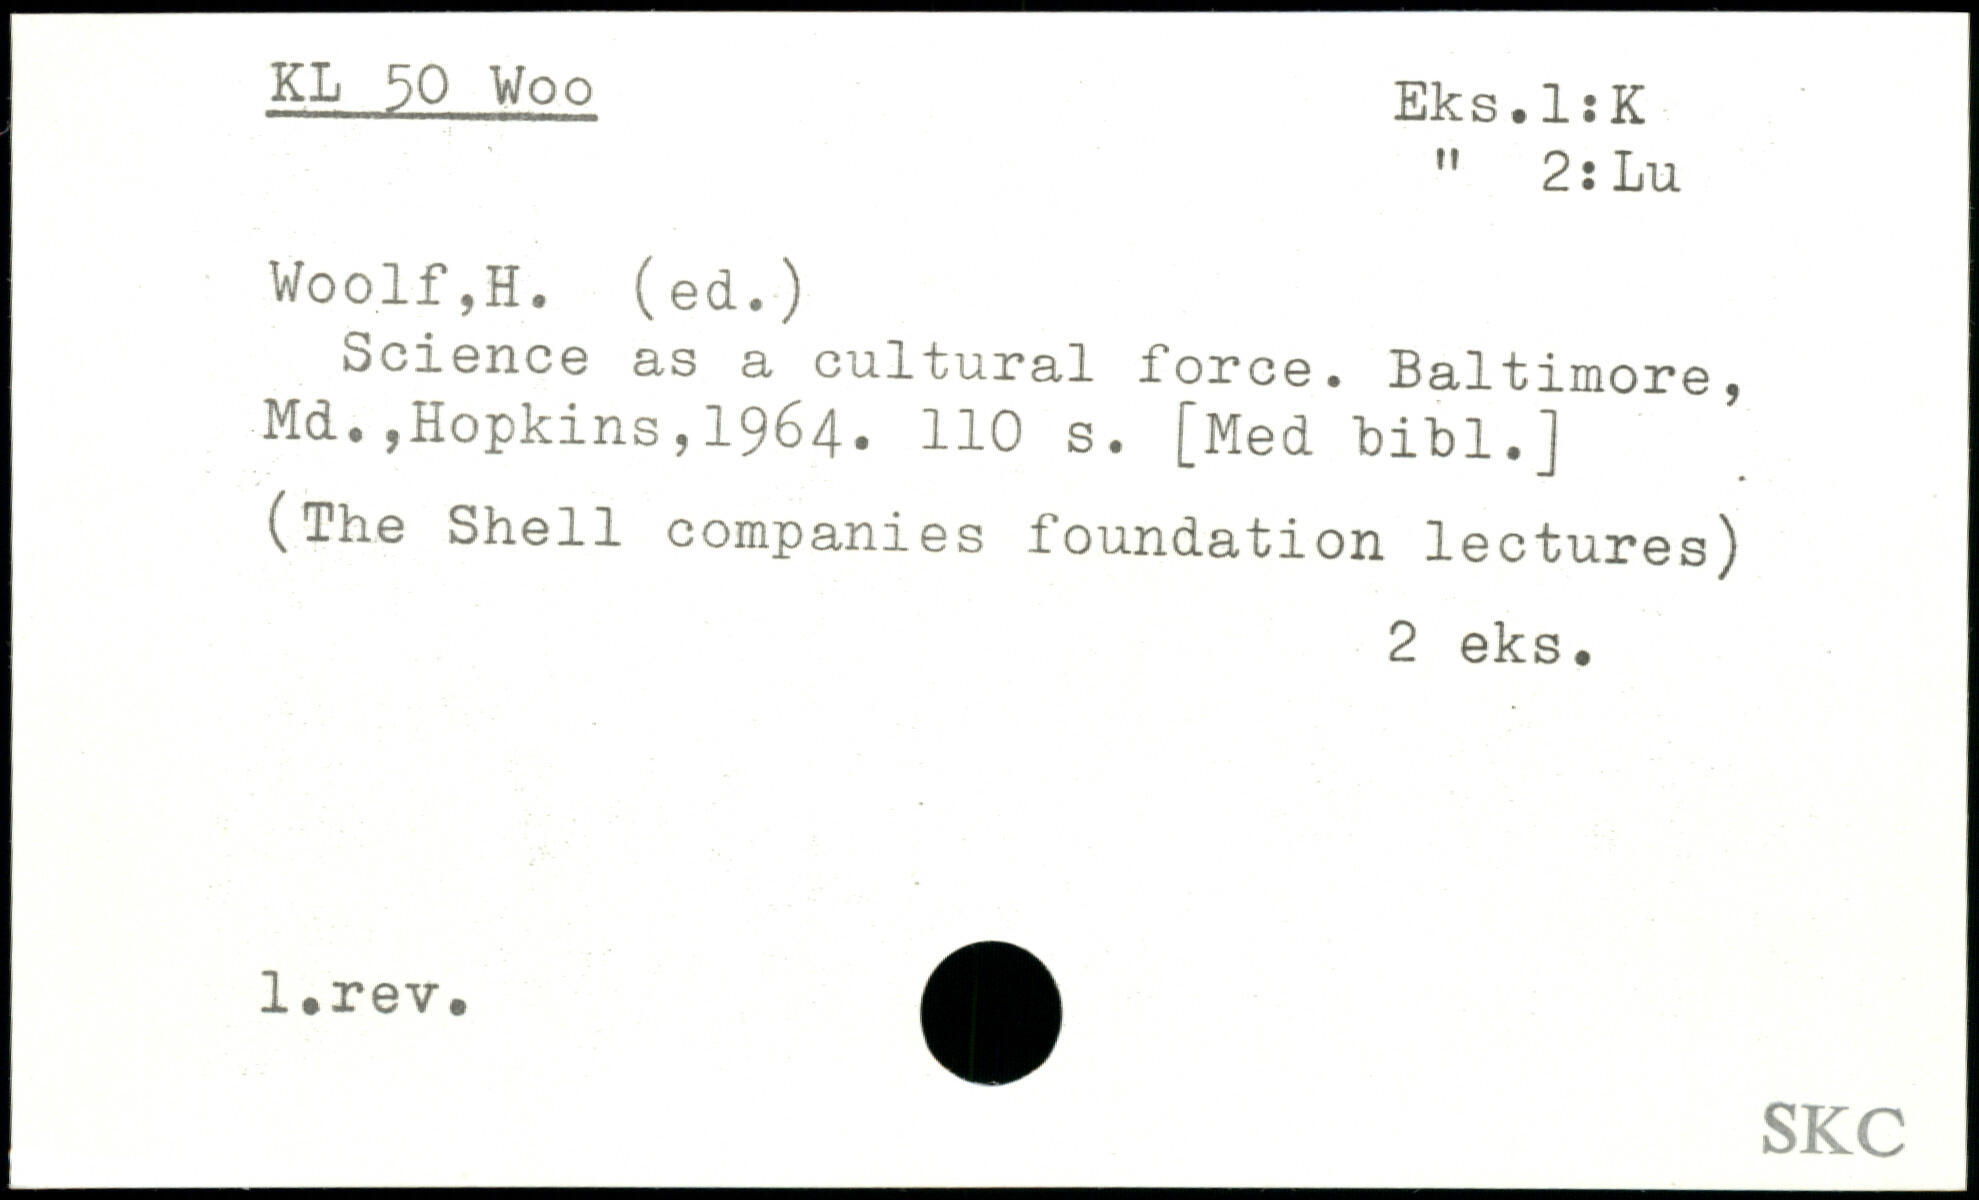 KL 50 Woo
Eks.1:K
" 2:Lu
Woolf,H. (ed.)
Science as a cultural force. Baltimore,
Md.,Hopkins,1964. 110 s. [Med bibl.]
(The Shell companies foundation lectures)
2 eks.
1.rev.
SKC